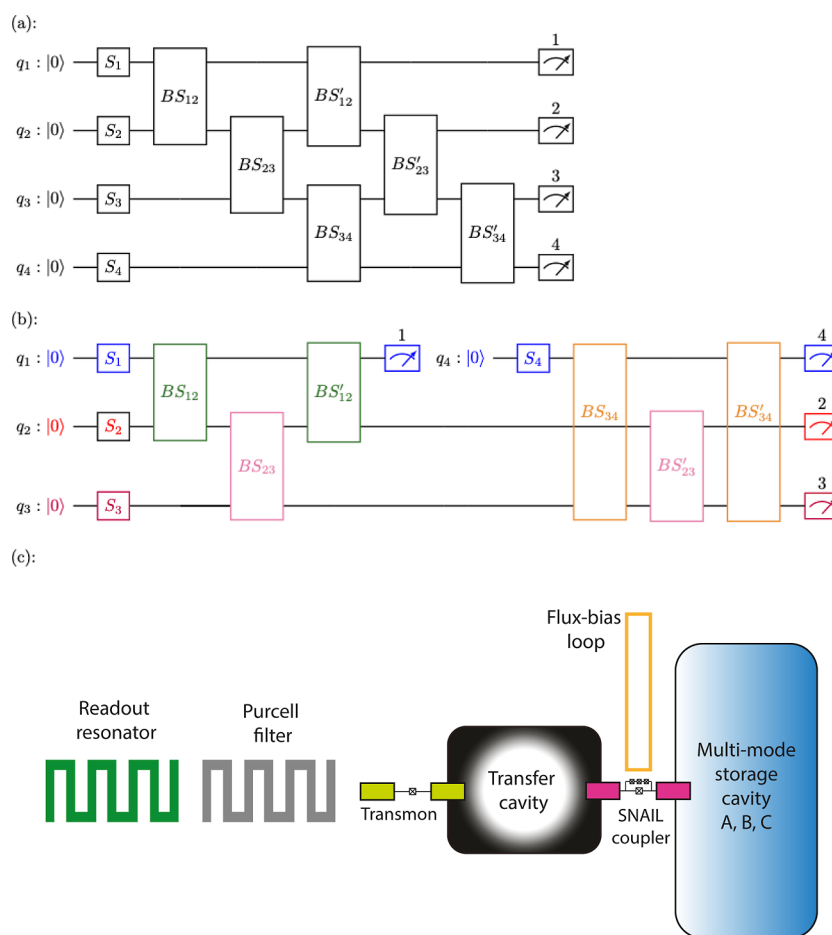 (a):
1
q₁ : |0⟩ S₁ BS₁₂ BS′₁₂
2
q₂ : |0⟩ S₂ BS₂₃ BS′₂₃
3
q₃ : |0⟩ S₃ BS₃₄ BS′₃₄
4
q₄ : |0⟩ S₄
(b):
1 4
q₁ : |0⟩ S₁ BS₁₂ BS′₁₂ q₄ : |0⟩ S₄ BS₃₄ BS′₃₄
2
q₂ : |0⟩ S₂ BS₂₃ BS′₂₃
3
q₃ : |0⟩ S₃
(c):
Flux-bias
loop
Readout
resonator
Purcell
filter
Transmon
Transfer
cavity
SNAIL
coupler
Multi-mode
storage
cavity
A, B, C